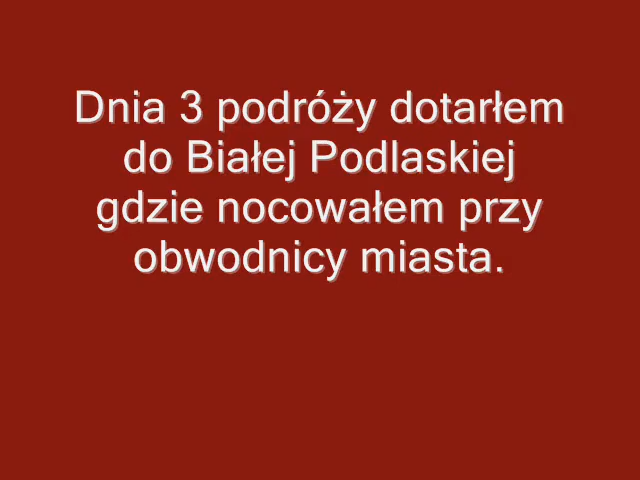 Dnia 3 podróży dotarłem
do Białej Podlaskiej
gdzie nocowałem przy
obwodnicy miasta.